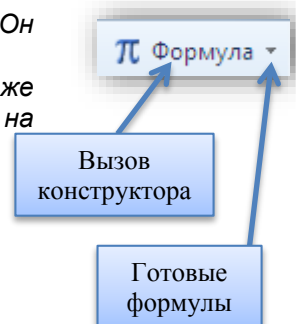 Он
π Формула
же
на
Вызов
конструктора
Готовые
формулы